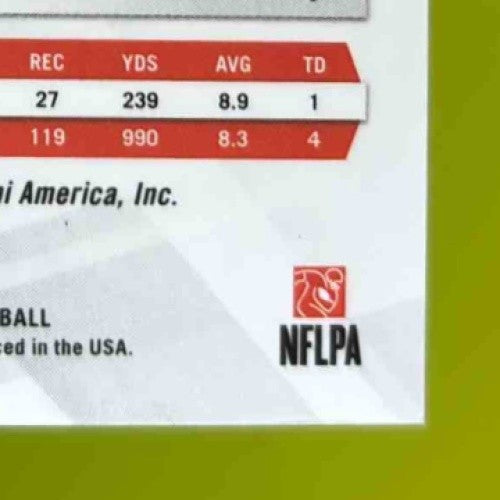 REC YDS AVG TD
27 239 8.9 1
119 990 8.3 4
America, Inc.
BALL
in the USA.
NFLPA